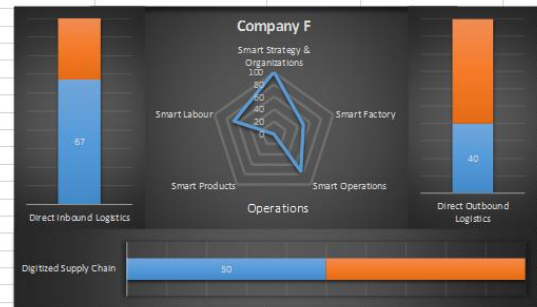 Company F
Smart Strategy &
Organizations
100
80
60
40
20
0
Smart Labour
Smart Factory
Smart Products
Smart Operations
Operations
67
Direct Inbound Logistics
40
Direct Outbound
Logistics
Digitized Supply Chain
50